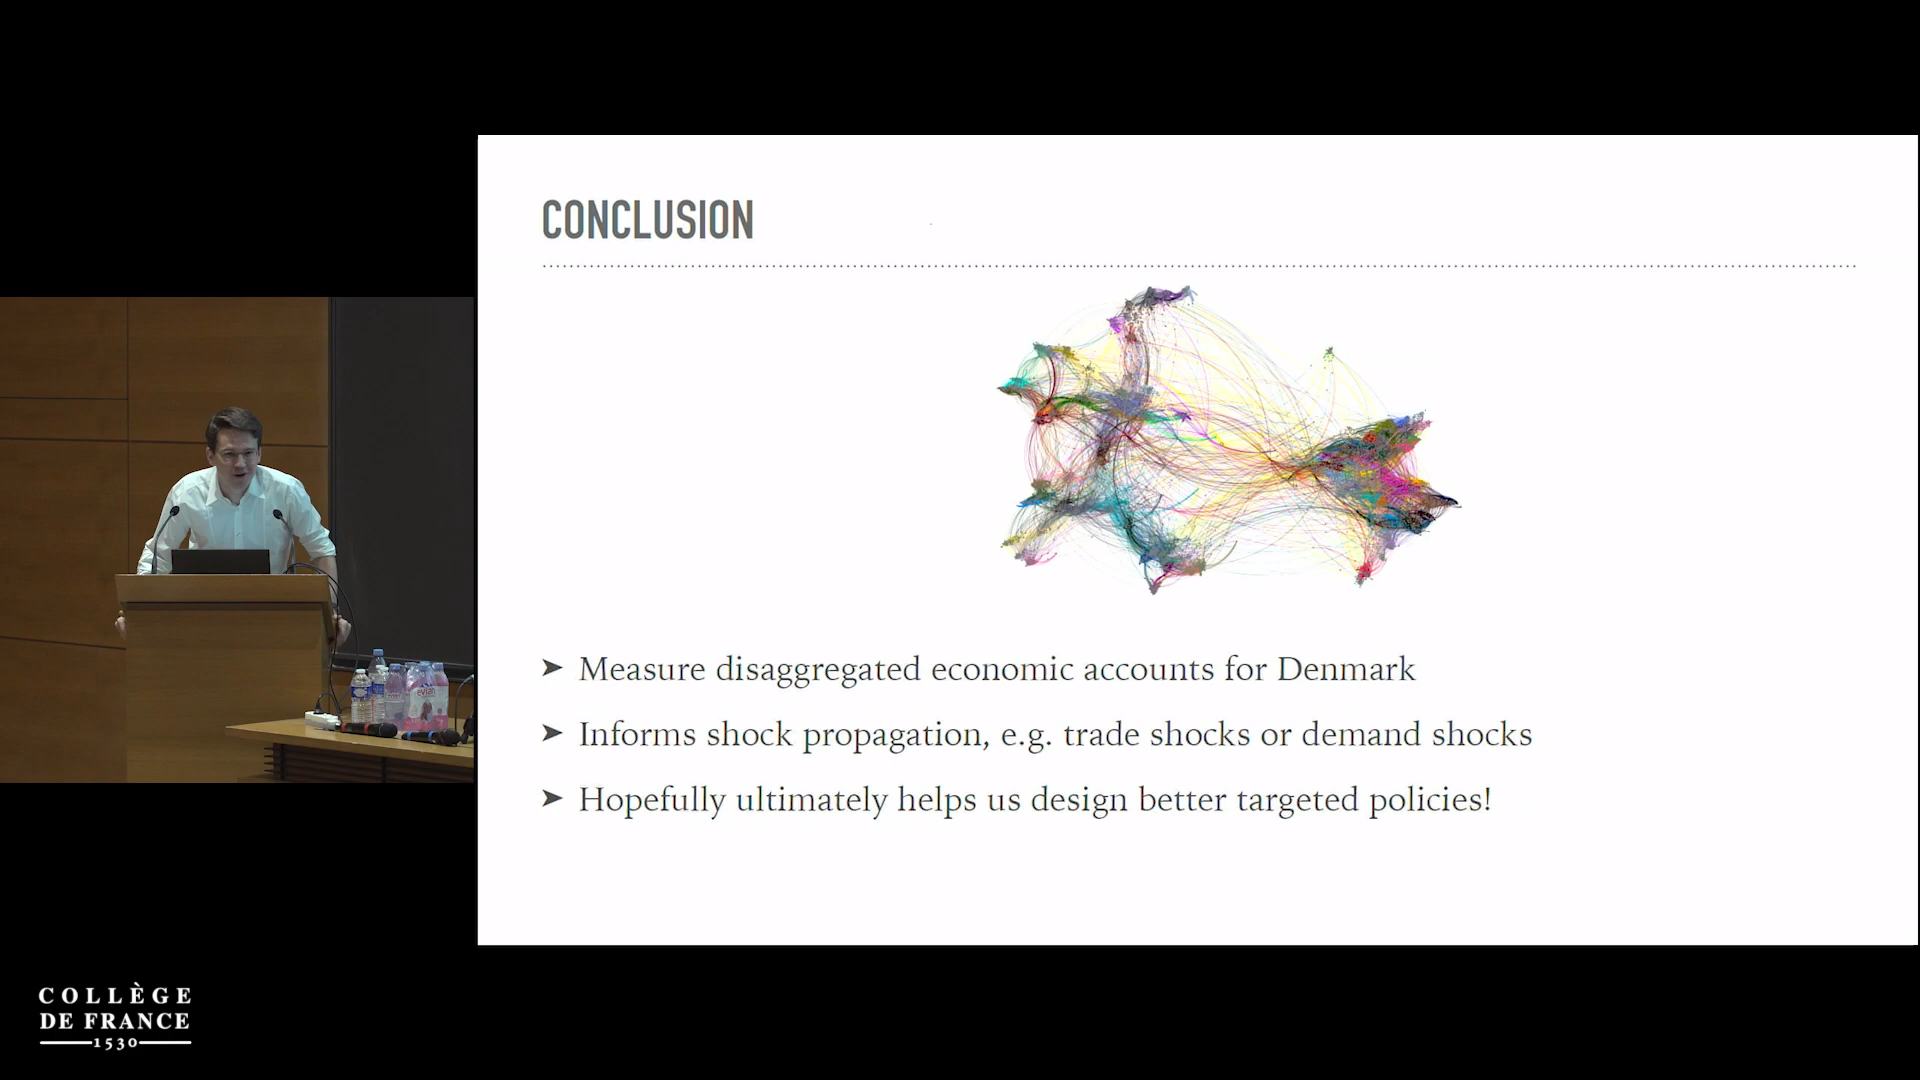 CONCLUSION
➤ Measure disaggregated economic accounts for Denmark
➤ Informs shock propagation, e.g. trade shocks or demand shocks
➤ Hopefully ultimately helps us design better targeted policies!
evian
COLLÈGE
DE FRANCE
1530